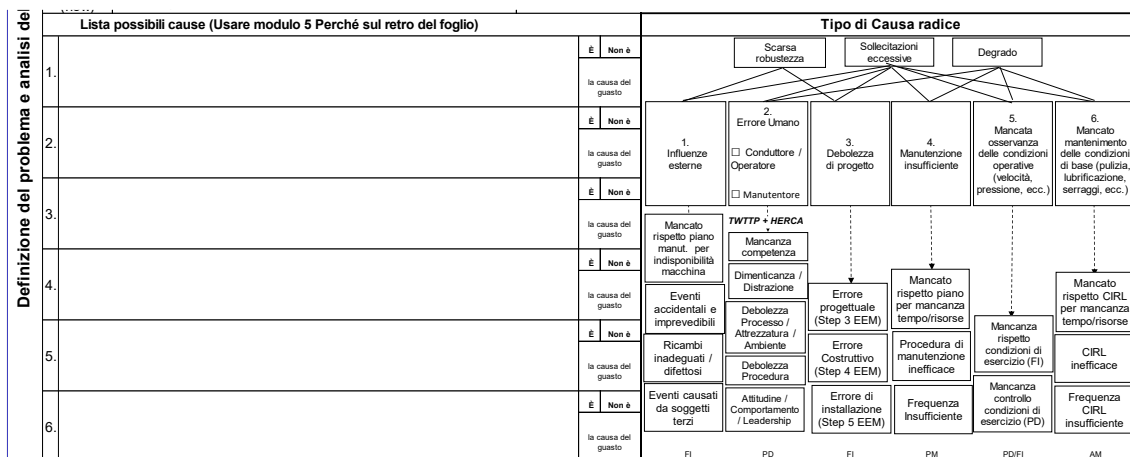 Definizione del problema e analisi del
Lista possibili cause (Usare modulo 5 Perché sul retro del foglio)
1.
È Non è
la causa del
guasto
2.
È Non è
la causa del
guasto
3.
È Non è
la causa del
guasto
4.
È Non è
la causa del
guasto
5.
È Non è
la causa del
guasto
6.
È Non è
la causa del
guasto
Tipo di Causa radice
Scarsa
robustezza
Sollecitazioni
eccessive
Degrado
1.
Influenze
esterne
2.
Errore Umano
☐ Conduttore /
Operatore
☐ Manutentore
3.
Debolezza
di progetto
4.
Manutenzione
insufficiente
5.
Mancata
osservanza
delle condizioni
operative
(velocità,
pressione, ecc.)
6.
Mancato
mantenimento
delle condizioni
di base (pulizia,
lubrificazione,
serraggi, ecc.)
Mancato
rispetto piano
manut. per
indisponibilità
macchina
Eventi
accidentali e
imprevedibili
Ricambi
inadeguati /
difettosi
Eventi causati
da soggetti
terzi
FI
TWTTP + HERCA
Mancanza
competenza
Dimenticanza /
Distrazione
Debolezza
Processo /
Attrezzatura /
Ambiente
Debolezza
Procedura
Attitudine /
Comportamento
/ Leadership
PD
Errore
progettuale
(Step 3 EEM)
Errore
Costruttivo
(Step 4 EEM)
Errore di
installazione
(Step 5 EEM)
FI
Mancato
rispetto piano
per mancanza
tempo/risorse
Procedura di
manutenzione
inefficace
Frequenza
Insufficiente
PM
Mancanza
rispetto
condizioni di
esercizio (FI)
Mancanza
controllo
condizioni di
esercizio (PD)
PD/FI
Mancato
rispetto CIRL
per mancanza
tempo/risorse
CIRL
inefficace
Frequenza
CIRL
insufficiente
AM